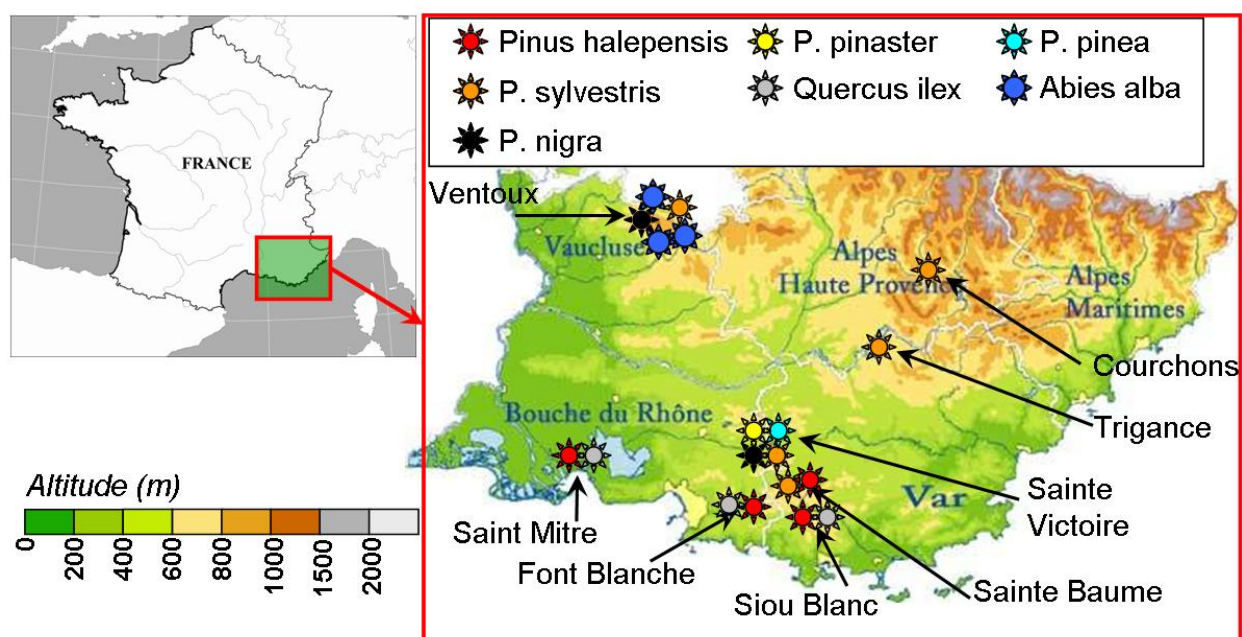 FRANCE
Pinus halepensis
P. pinaster
P. pinea
P. sylvestris
Quercus ilex
Abies alba
P. nigra
Ventoux
Vaucluse
Alpes
Haute Provence
Alpes
Maritimes
Courchons
Trigance
Bouche du Rhône
Var
Sainte
Victoire
Saint Mitre
Font Blanche
Siou Blanc
Sainte Baume
Altitude (m)
0
200
400
600
800
1000
1500
2000